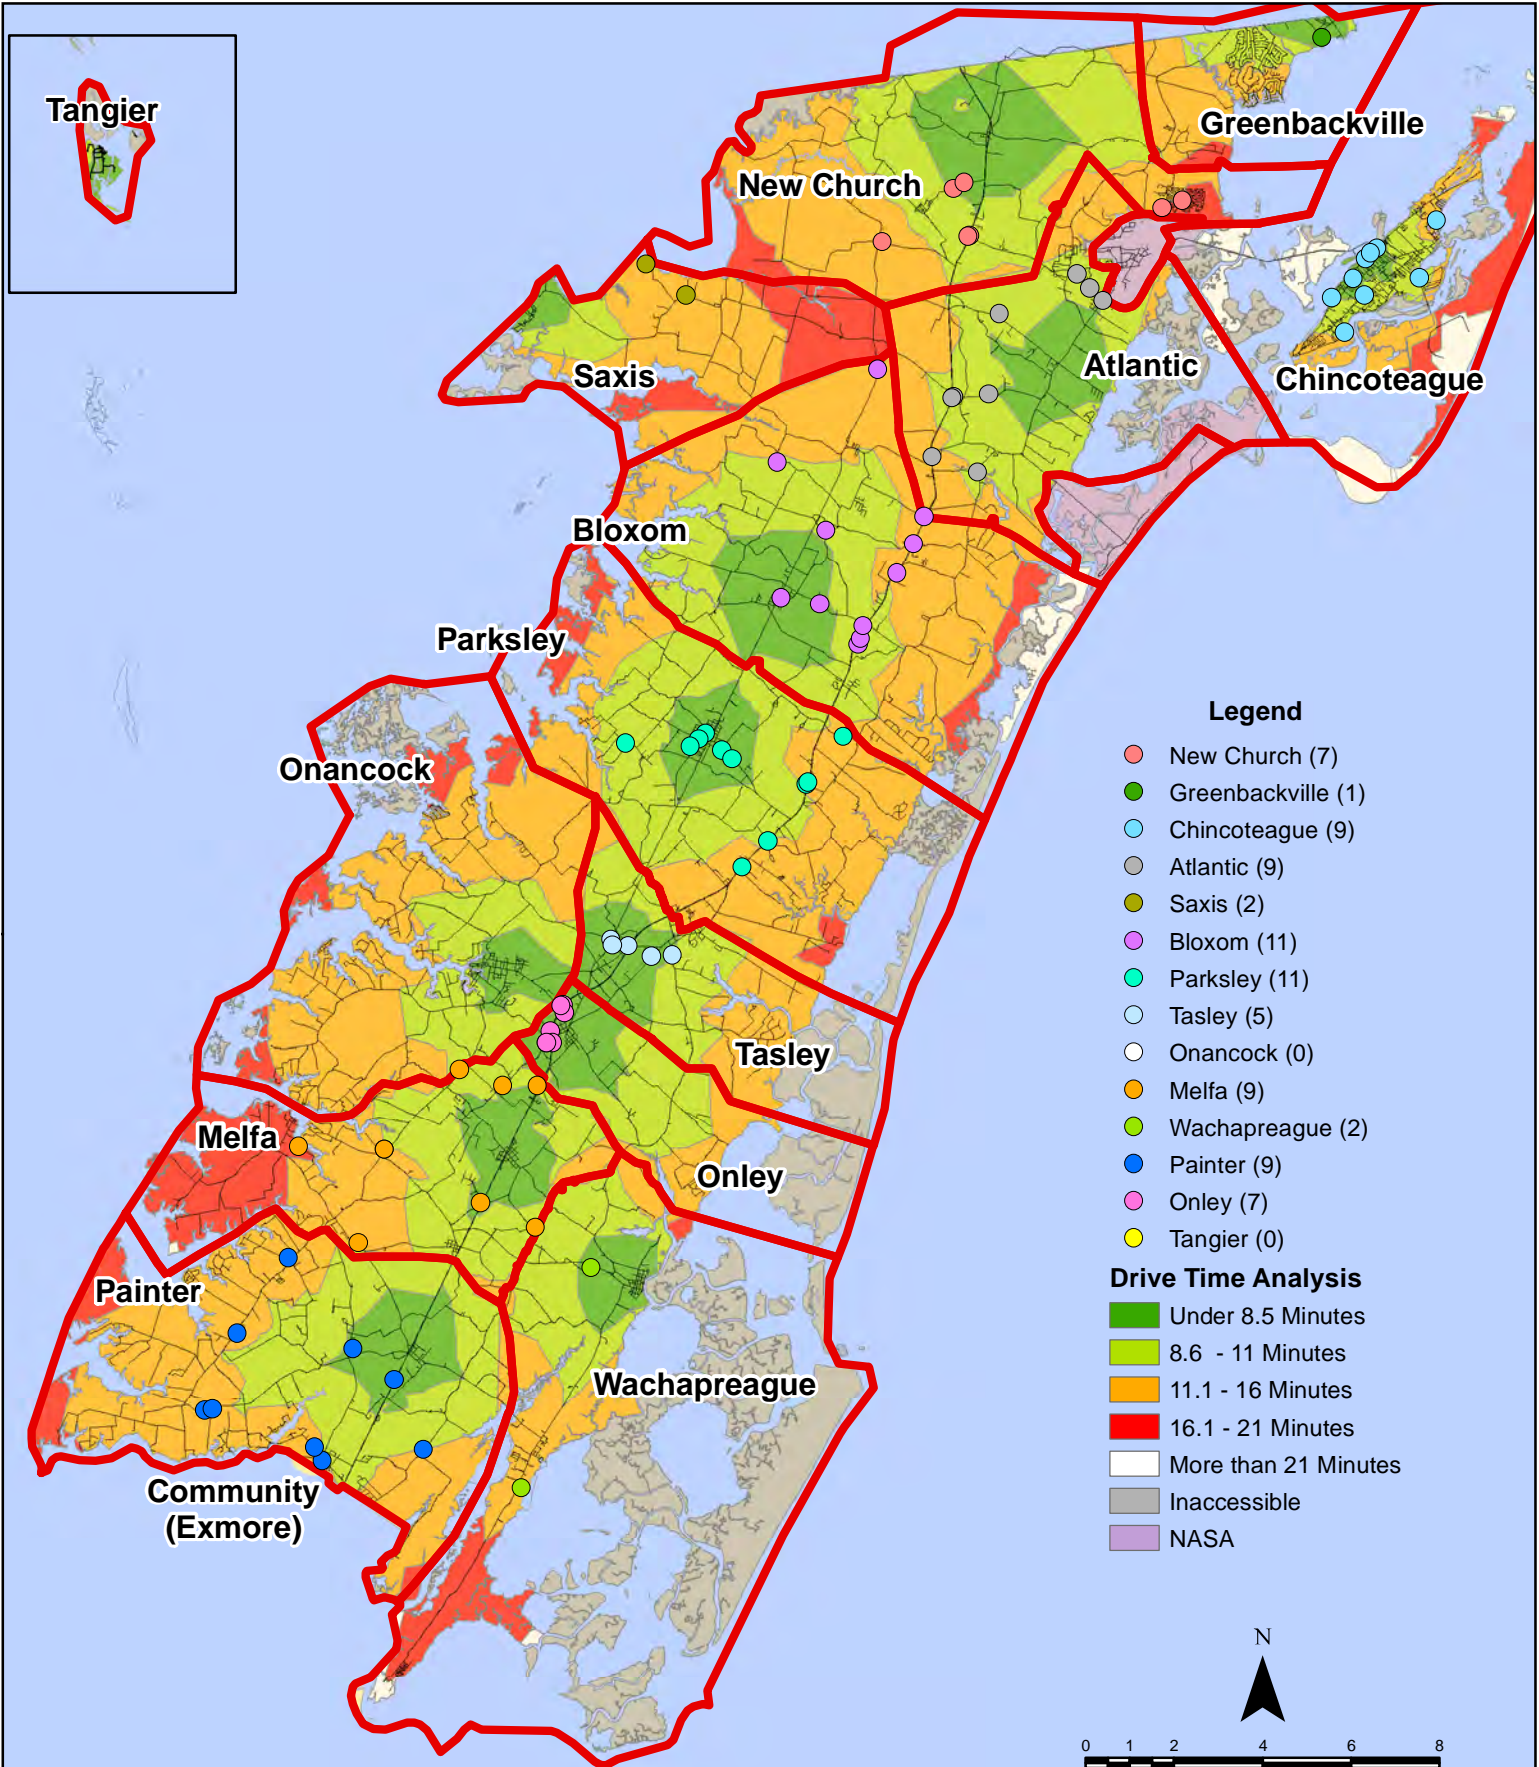 Tangier
Greenbackville
New Church
Saxis
Atlantic
Chincoteague
Bloxom
Parksley
Onancock
Tasley
Melfa
Onley
Painter
Wachapreague
Community
(Exmore)
Legend
New Church (7)
Greenbackville (1)
Chincoteague (9)
Atlantic (9)
Saxis (2)
Bloxom (11)
Parksley (11)
Tasley (5)
Onancock (0)
Melfa (9)
Wachapreague (2)
Painter (9)
Onley (7)
Tangier (0)
Drive Time Analysis
Under 8.5 Minutes
8.6 - 11 Minutes
11.1 - 16 Minutes
16.1 - 21 Minutes
More than 21 Minutes
Inaccessible
NASA
N
0 1 2 4 6 8